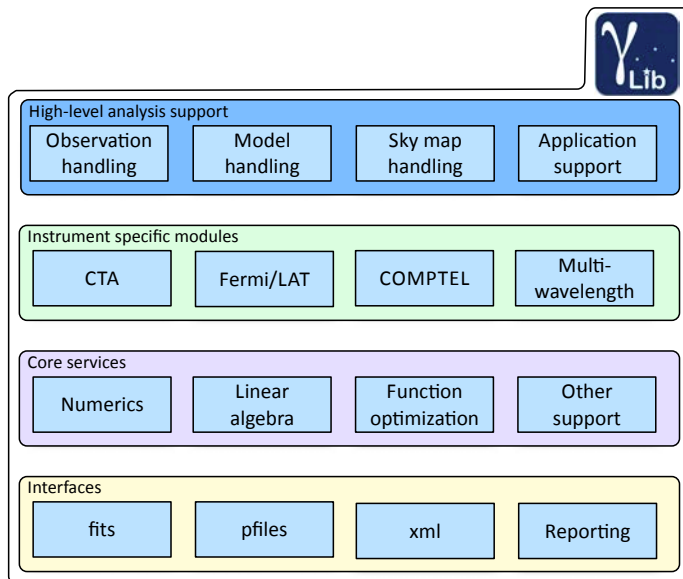 γ
Lib
High-level analysis support
Observation
handling
Model
handling
Sky map
handling
Application
support
Instrument specific modules
CTA
Fermi/LAT
COMPTEL
Multi-
wavelength
Core services
Numerics
Linear
algebra
Function
optimization
Other
support
Interfaces
fits
pfiles
xml
Reporting